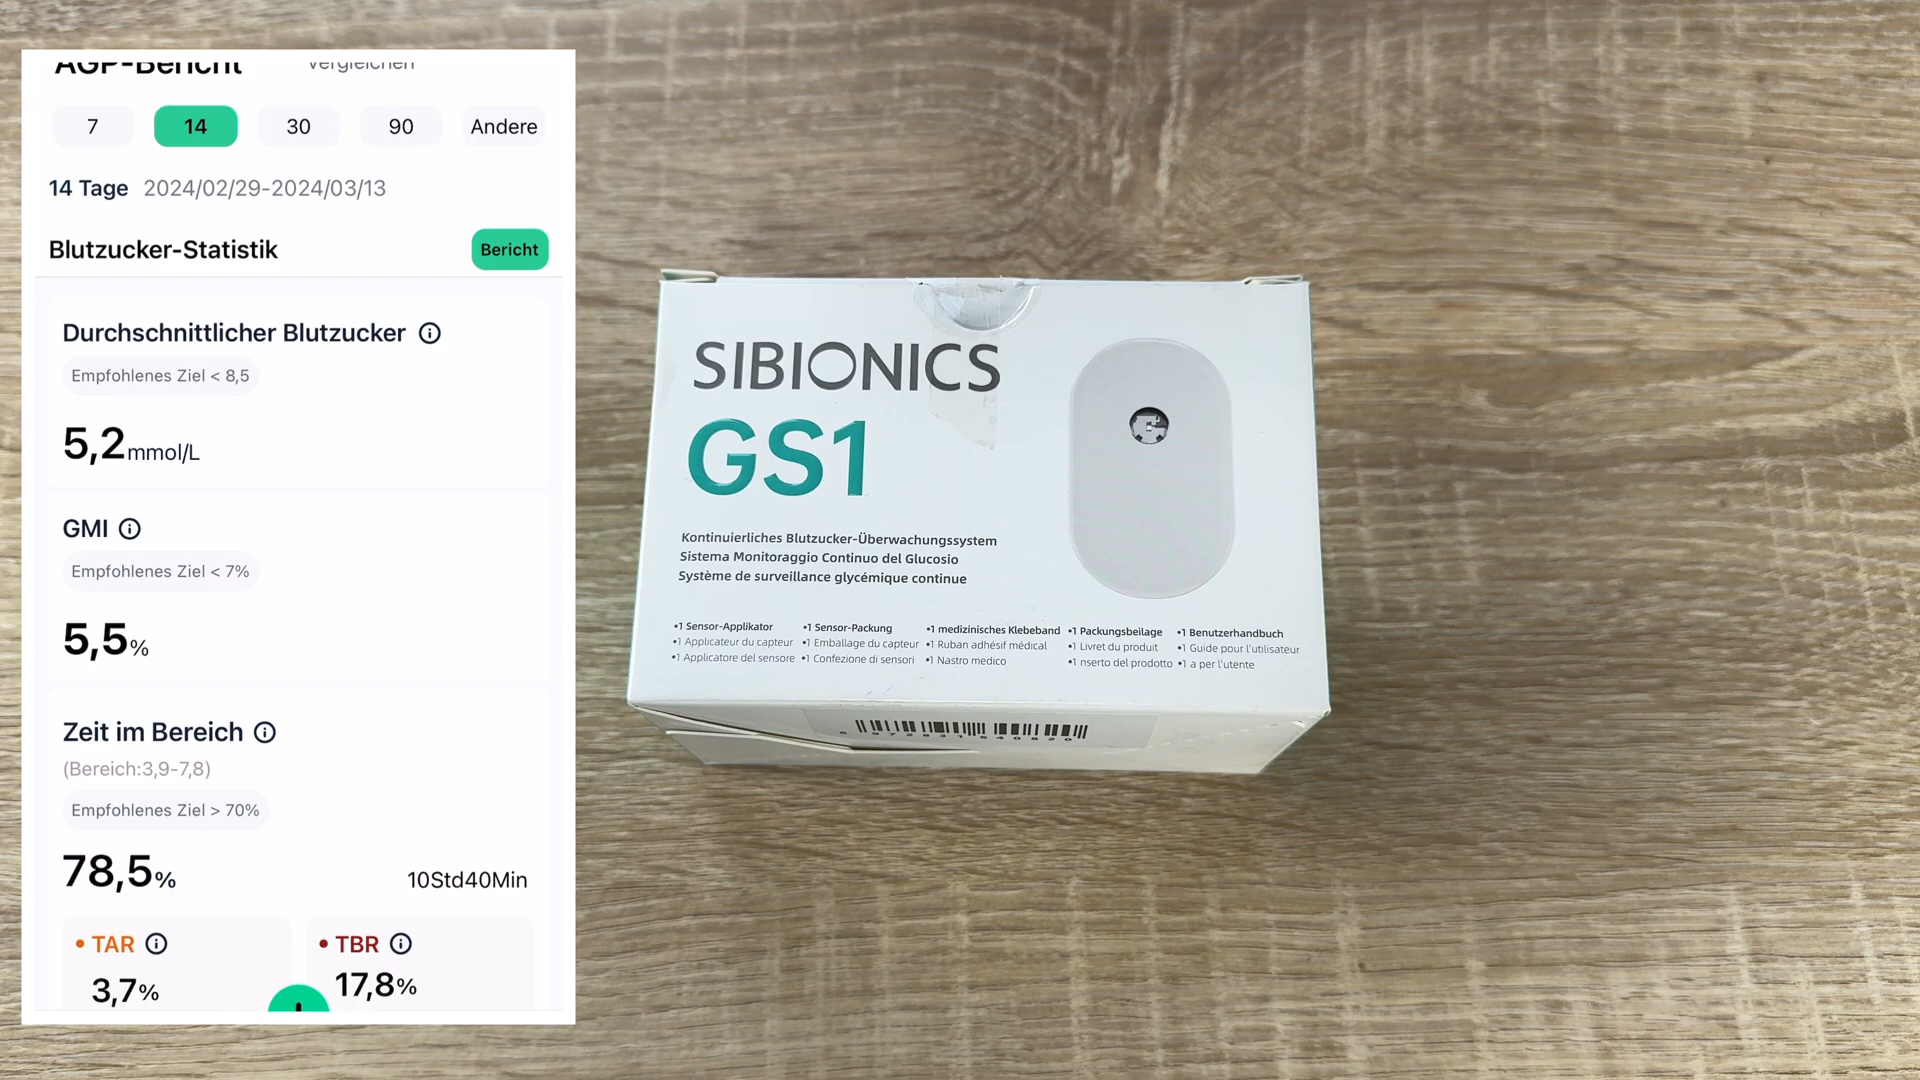 AGP-Bericht
Vergleichen
7
14
30
90
Andere
14 Tage 2024/02/29-2024/03/13
Blutzucker-Statistik
Bericht
Durchschnittlicher Blutzucker
Empfohlenes Ziel < 8,5
5,2 mmol/L
GMI
Empfohlenes Ziel < 7%
5,5%
Zeit im Bereich
(Bereich:3,9-7,8)
Empfohlenes Ziel > 70%
78,5%
10Std40Min
• TAR
3,7%
• TBR
17,8%
SIBIONICS
GS1
Kontinuierliches Blutzucker-Überwachungssystem
Sistema Monitoraggio Continuo del Glucosio
Système de surveillance glycémique continue
•1 Sensor-Applikator
•1 Applicateur du capteur
•1 Applicatore del sensore
•1 Sensor-Packung
•1 Emballage du capteur
•1 Confezione di sensori
•1 medizinisches Klebeband
•1 Ruban adhésif médical
•1 Nastro medico
•1 Packungsbeilage
•1 Livret du produit
•1 nserto del prodotto
•1 Benutzerhandbuch
•1 Guide pour l'utilisateur
•1 a per l'utente